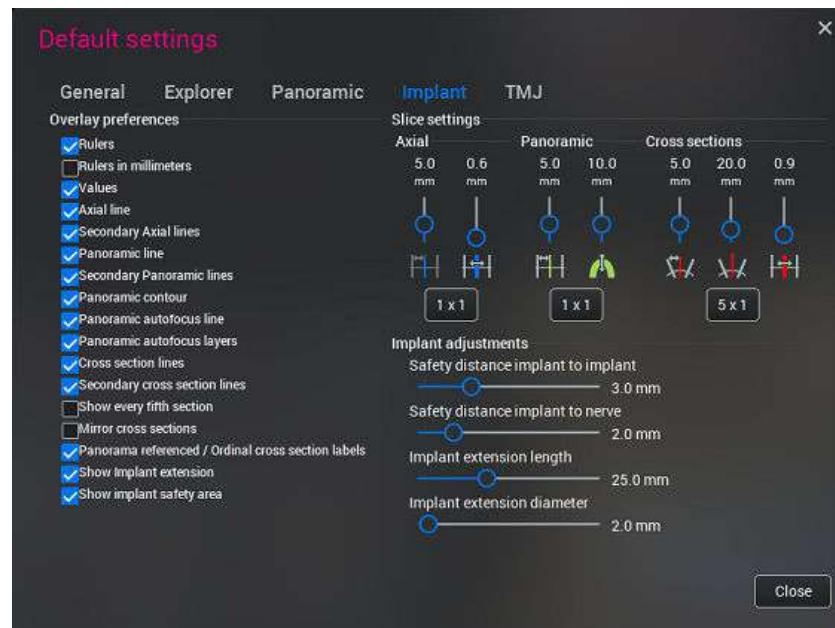 Default settings
×
General Explorer Panoramic Implant TMJ
Overlay preferences
Rulers
Rulers in millimeters
Values
Axial line
Secondary Axial lines
Panoramic line
Secondary Panoramic lines
Panoramic contour
Panoramic autofocus line
Panoramic autofocus layers
Cross section lines
Secondary cross section lines
Show every fifth section
Mirror cross sections
Panorama referenced / Ordinal cross section labels
Show Implant extension
Show implant safety area
Slice settings
Axial Panoramic Cross sections
5.0 0.6 5.0 10.0 5.0 20.0 0.9
mm mm mm mm mm mm mm
1 x 1 1 x 1 5 x 1
Implant adjustments
Safety distance implant to implant
3.0 mm
Safety distance implant to nerve
2.0 mm
Implant extension length
25.0 mm
Implant extension diameter
2.0 mm
Close